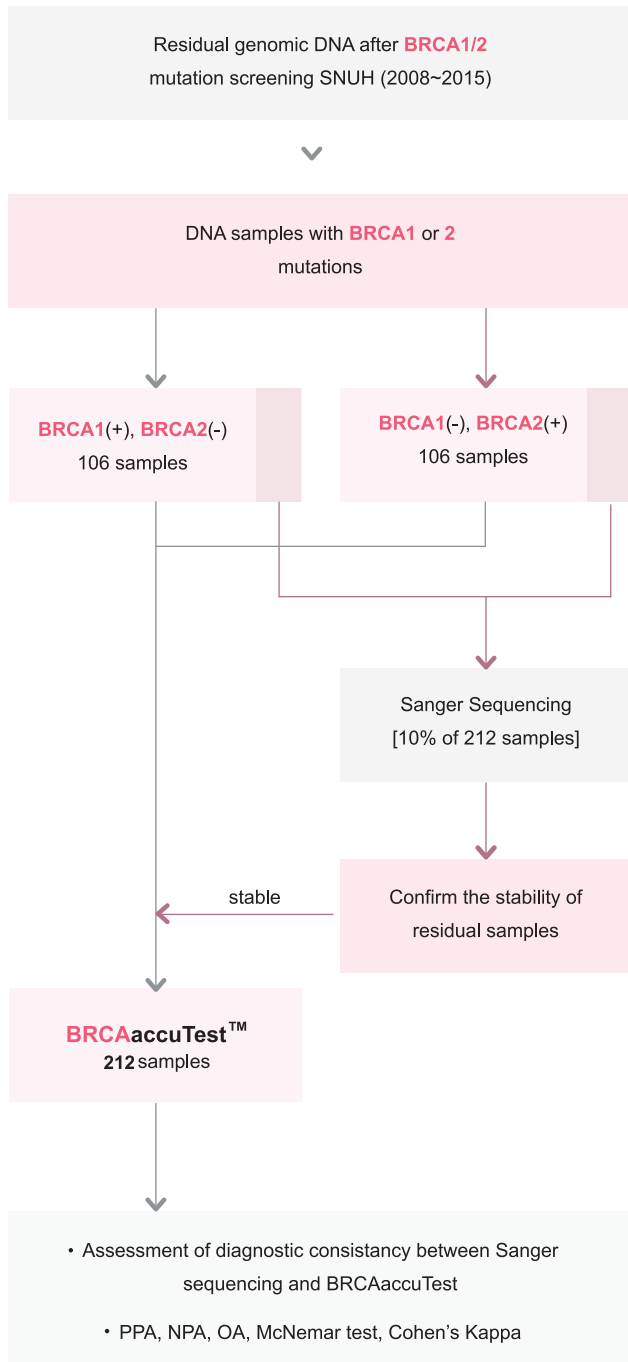 Residual genomic DNA after BRCA1/2
mutation screening SNUH (2008~2015)
DNA samples with BRCA1 or 2
mutations
BRCA1(+), BRCA2(-)
106 samples
BRCA1(-), BRCA2(+)
106 samples
Sanger Sequencing
[10% of 212 samples]
stable
Confirm the stability of
residual samples
BRCAaccuTest™
212 samples
• Assessment of diagnostic consistancy between Sanger
sequencing and BRCAaccuTest
• PPA, NPA, OA, McNemar test, Cohen's Kappa